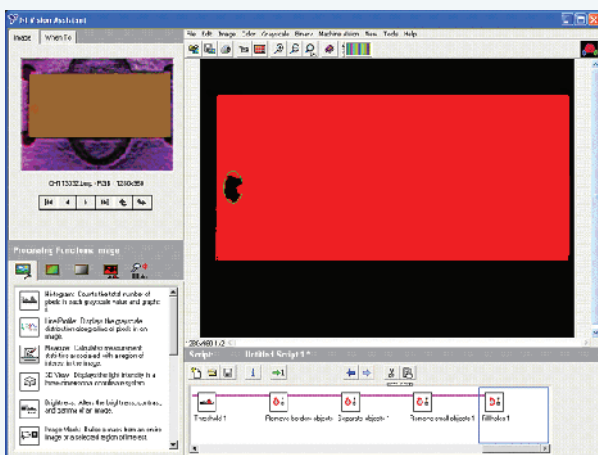 NI Vision Assistant
Image When To
File Edit Image Color Grayscale Binary Machine Vision View Tools Help
RGB
Processing Functions: Image
Histogram: Counts the total number of
pixels in each grayscale value and graphs
it.
Line Profile: Displays the grayscale
distribution along a line of pixels in an
image.
Measure: Calculates measurement
statistics associated with a region of
interest in the image.
3D View: Displays the light intensity in a
three-dimensional coordinate system.
Brightness: Alters the brightness, contrast,
and gamma of an image.
Image Mask: Builds a mask from an entire
image or a selected region of interest.
Script: Untitled Script 1 *
Threshold 1
Remove border objects
Separate objects 1
Remove small objects 1
Fill holes 1